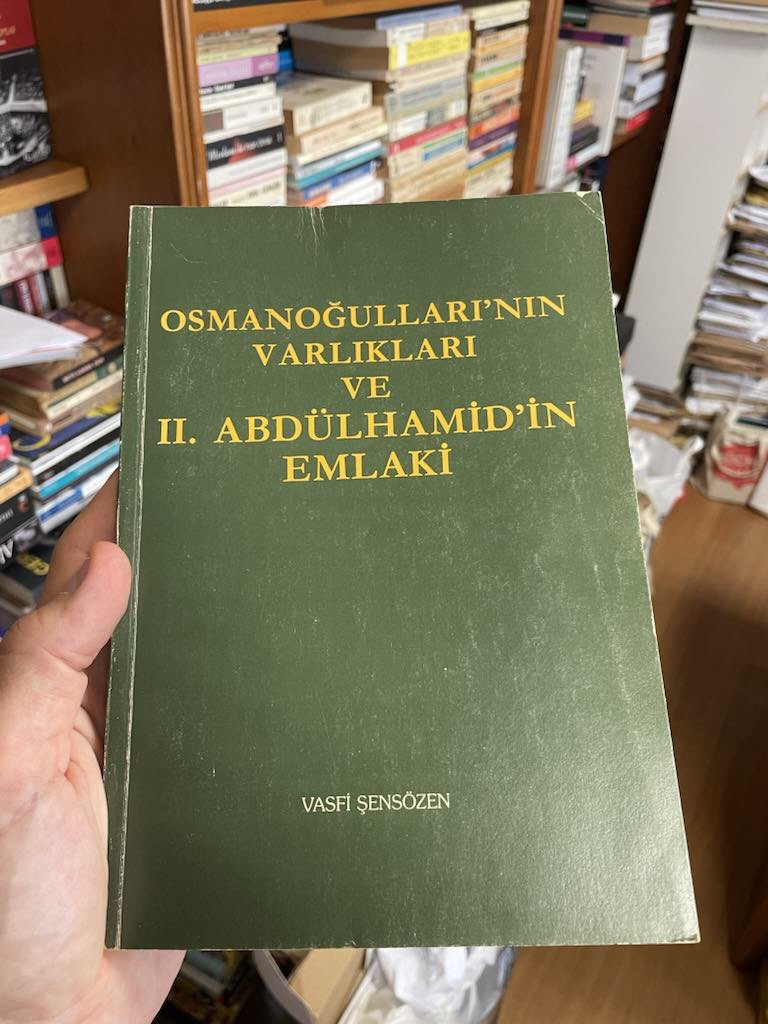 OSMANOĞULLARI'NIN
VARLIKLARI
VE
II. ABDÜLHAMİD'İN
EMLAKİ
VASFİ ŞENSÖZEN